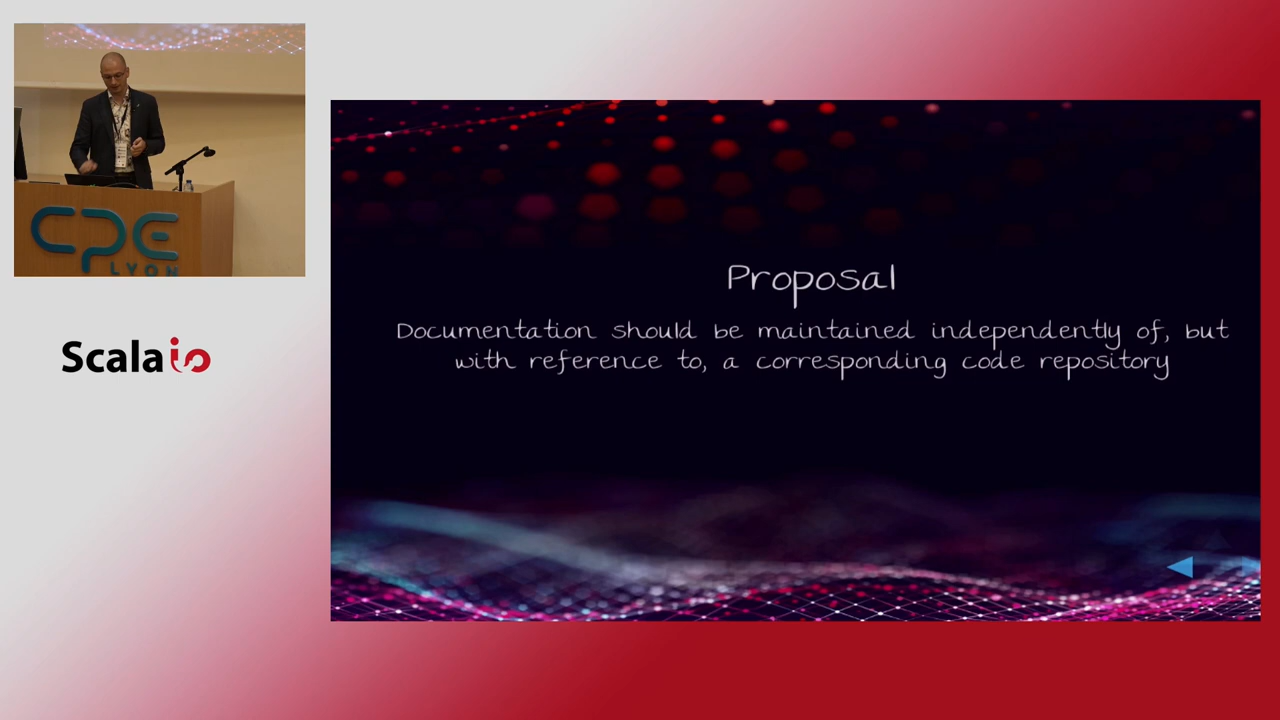 CPE
LYON
Scala io
Proposal
Documentation should be maintained independently of, but
with reference to, a corresponding code repository